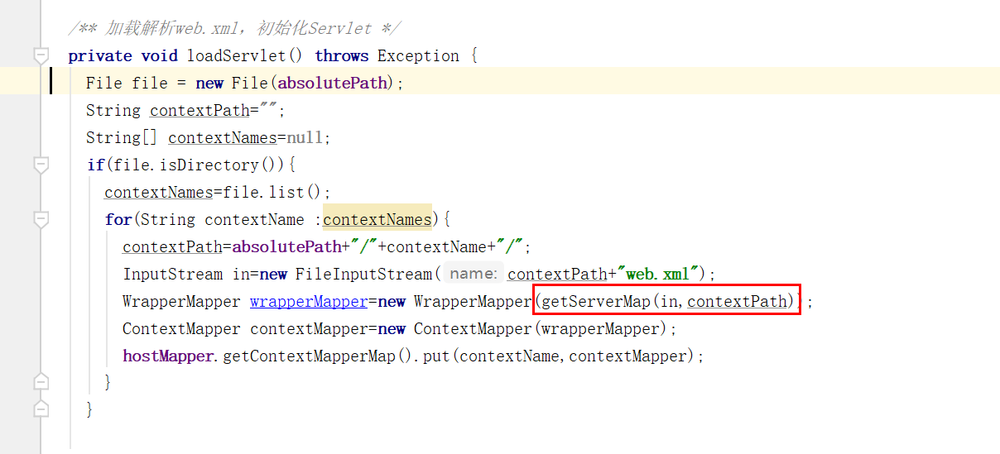 /** 加载解析web.xml，初始化Servlet */
private void loadServlet() throws Exception {
File file = new File(absolutePath);
String contextPath="";
String[] contextNames=null;
if(file.isDirectory()){
contextNames=file.list();
for(String contextName :contextNames){
contextPath=absolutePath+"/"+contextName+"/";
InputStream in=new FileInputStream( name: contextPath+"web.xml");
WrapperMapper wrapperMapper=new WrapperMapper(getServerMap(in,contextPath));
ContextMapper contextMapper=new ContextMapper(wrapperMapper);
hostMapper.getContextMapperMap().put(contextName,contextMapper);
}
}